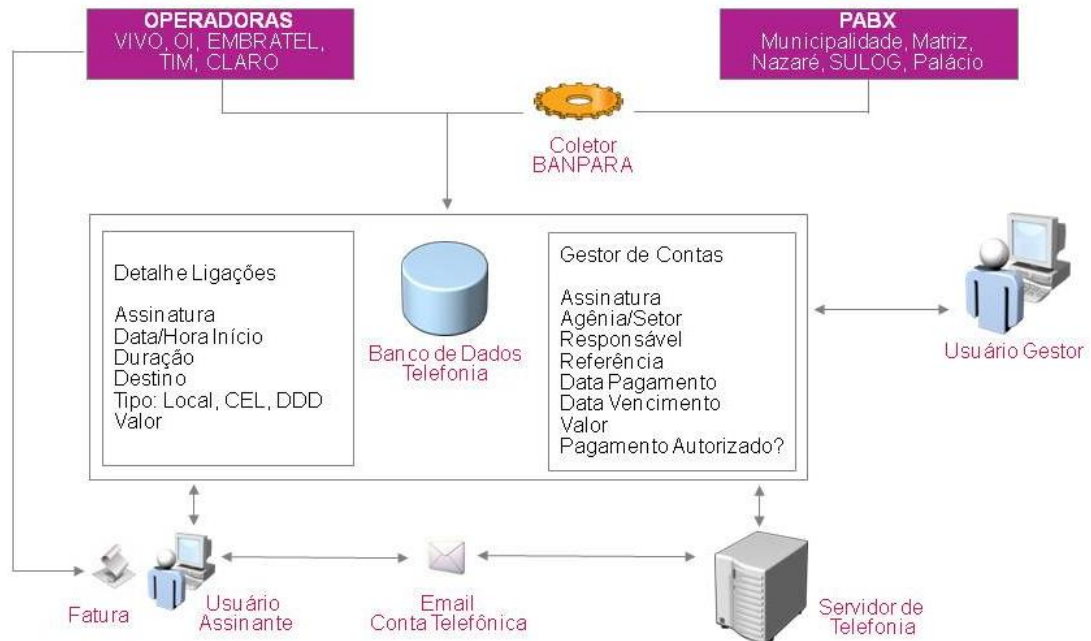 OPERADORAS
VIVO, OI, EMBRATEL,
TIM, CLARO
PABX
Municipalidade, Matriz,
Nazaré, SULOG, Palácio
Coletor
BANPARA
Detalhe Ligações
Assinatura
Data/Hora Início
Duração
Destino
Tipo: Local, CEL, DDD
Valor
Banco de Dados
Telefonia
Gestor de Contas
Assinatura
Agênia/Setor
Responsável
Referência
Data Pagamento
Data Vencimento
Valor
Pagamento Autorizado?
Usuário Gestor
Fatura
Usuário
Assinante
Email
Conta Telefônica
Servidor de
Telefonia